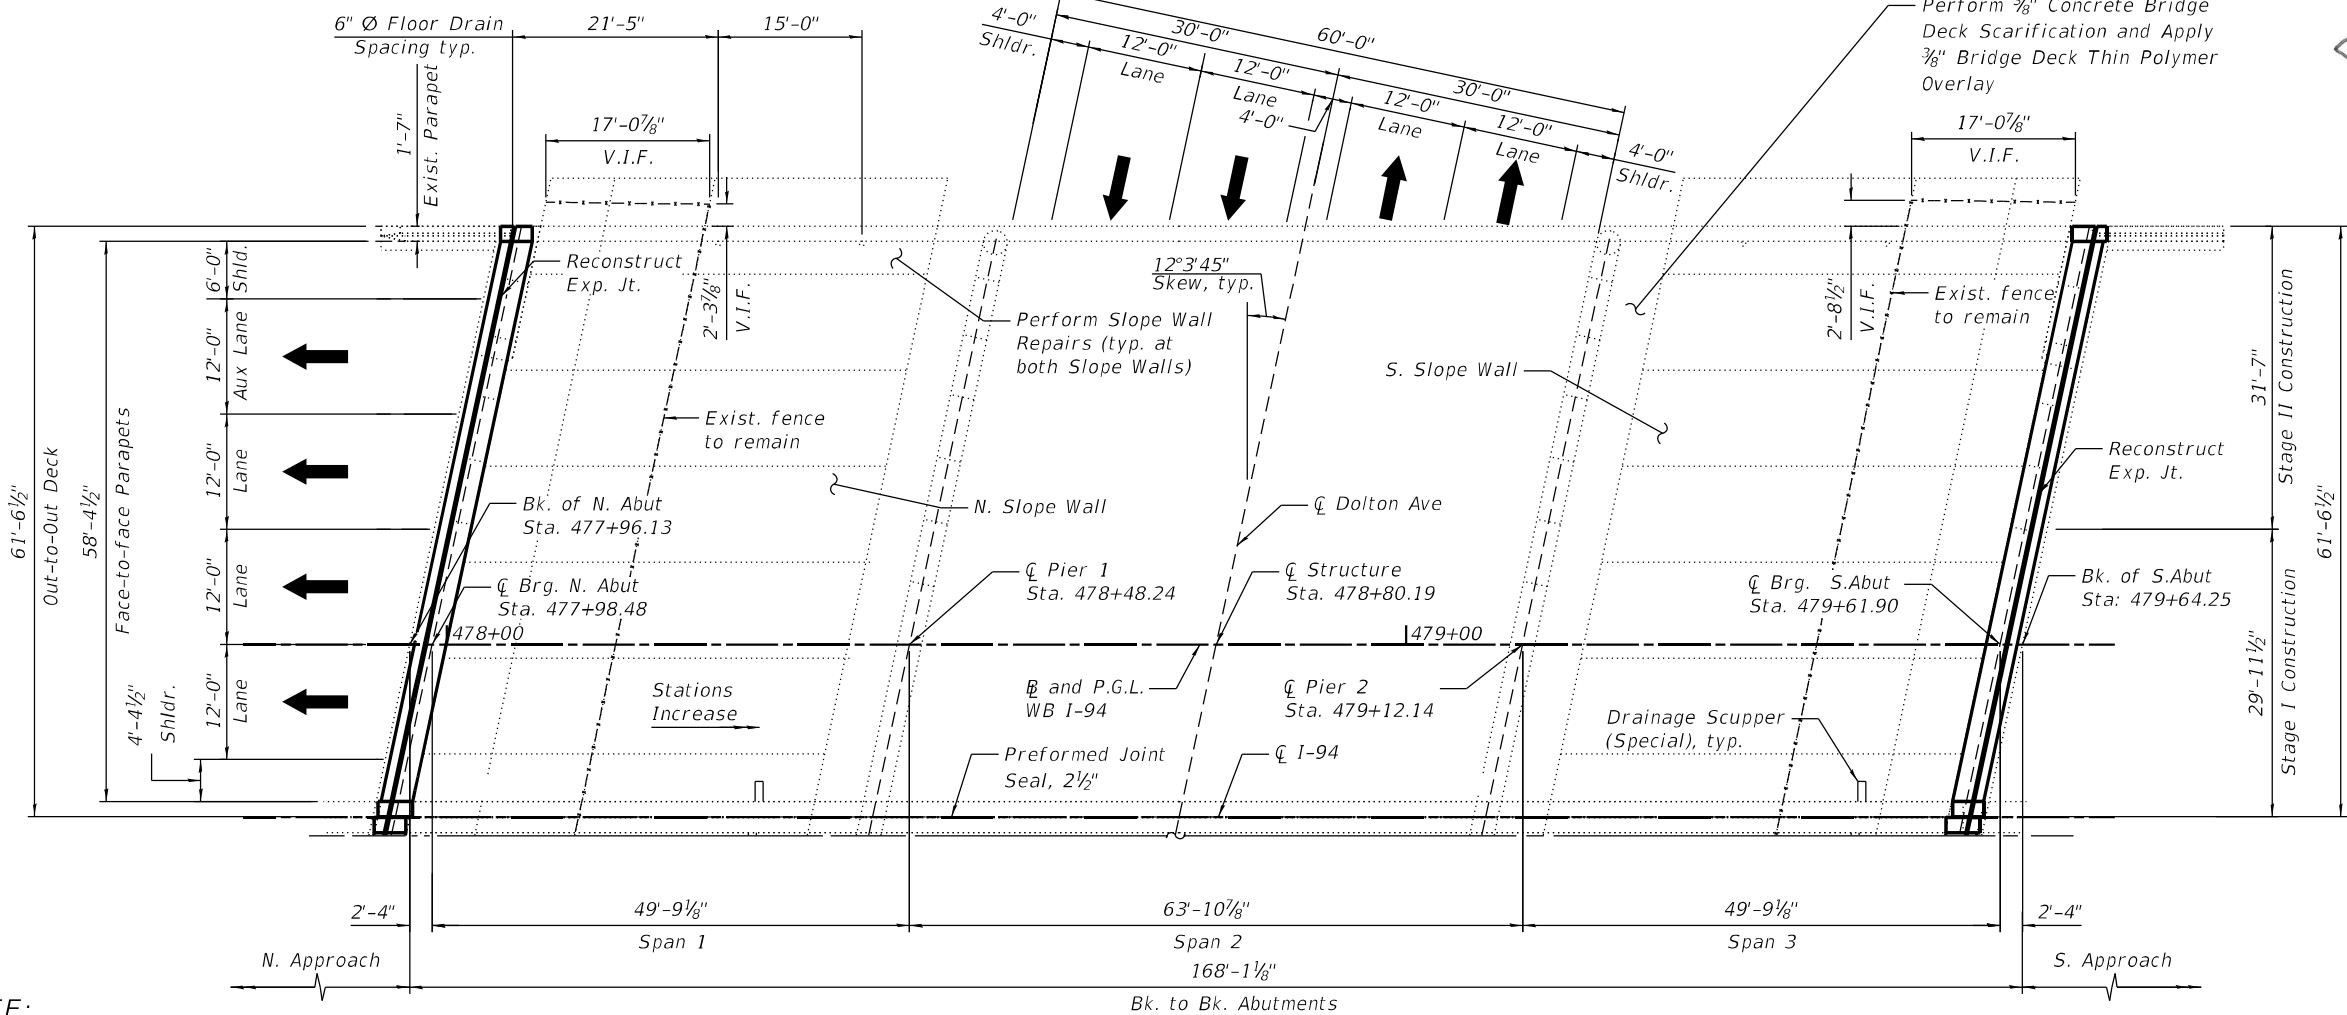 6" Ø Floor Drain
Spacing typ.
21'-5"
15'-0"
1'-7"
Exist. Parapet
17'-0⅞"
V.I.F.
2'-3⅞"
V.I.F.
4'-0"
Shldr.
30'-0"
60'-0"
12'-0"
Lane
12'-0"
Lane
4'-0"
30'-0"
12'-0"
Lane
12'-0"
Lane
4'-0"
Shldr.
Perform ⅜" Concrete Bridge
Deck Scarification and Apply
⅜" Bridge Deck Thin Polymer
Overlay
17'-0⅞"
V.I.F.
2'-8½"
V.I.F.
61'-6½"
Out-to-Out Deck
58'-4½"
Face-to-face Parapets
6'-0"
Shld.
12'-0"
Aux Lane
12'-0"
Lane
12'-0"
Lane
12'-0"
Lane
4'-4½"
Shldr.
Reconstruct
Exp. Jt.
Perform Slope Wall
Repairs (typ. at
both Slope Walls)
12°3'45"
Skew, typ.
Exist. fence
to remain
S. Slope Wall
Exist. fence
to remain
Reconstruct
Exp. Jt.
31'-7"
Stage II Construction
29'-11½"
Stage I Construction
61'-6½"
Bk. of N. Abut
Sta. 477+96.13
N. Slope Wall
℄ Dolton Ave
℄ Brg. N. Abut
Sta. 477+98.48
℄ Pier 1
Sta. 478+48.24
℄ Structure
Sta. 478+80.19
℄ Brg. S.Abut
Sta. 479+61.90
Bk. of S.Abut
Sta: 479+64.25
478+00
479+00
Stations
Increase
BL and P.G.L.
WB I-94
℄ Pier 2
Sta. 479+12.14
Drainage Scupper
(Special), typ.
Preformed Joint
Seal, 2½"
℄ I-94
2'-4"
49'-9⅛"
Span 1
63'-10⅞"
Span 2
49'-9⅛"
Span 3
2'-4"
N. Approach
168'-1⅛"
Bk. to Bk. Abutments
S. Approach